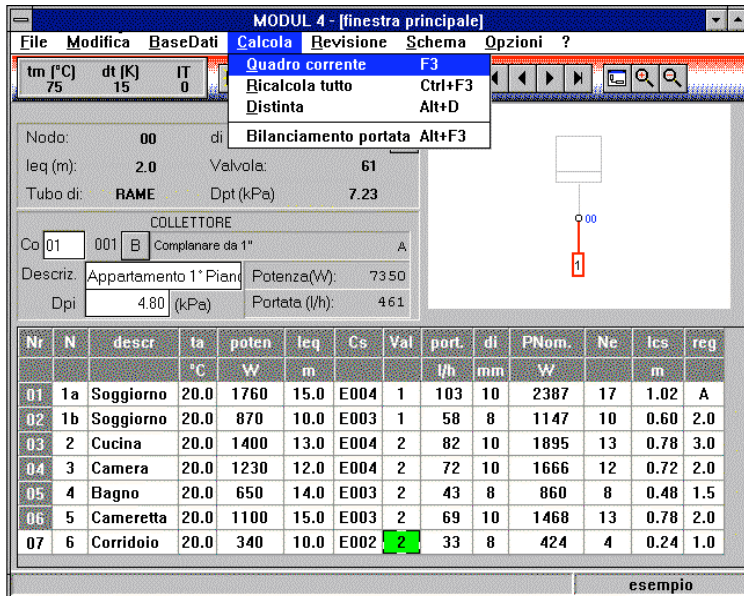 MODUL 4 - [finestra principale]
File Modifica BaseDati Calcola Revisione Schema Opzioni ?
tm [°C] dt [K] IT
75 15 0
Quadro corrente F3
Ricalcola tutto Ctrl+F3
Distinta Alt+D
Bilanciamento portata Alt+F3
Nodo: 00 di
leq (m): 2.0 Valvola: 61
Tubo di: RAME Dpt (kPa) 7.23
COLLETTORE
Co 01 001 B Complanare da 1" A
Descriz. Appartamento 1° Piano Potenza(W): 7350
Dpi 4.80 (kPa) Portata (l/h): 461
00
1
Nr N descr ta poten leq Cs Val port. di PNom. Ne lcs reg
°C W m l/h mm W m
01 1a Soggiorno 20.0 1760 15.0 E004 1 103 10 2387 17 1.02 A
02 1b Soggiorno 20.0 870 10.0 E003 1 58 8 1147 10 0.60 2.0
03 2 Cucina 20.0 1400 13.0 E004 2 82 10 1895 13 0.78 3.0
04 3 Camera 20.0 1230 12.0 E004 2 72 10 1666 12 0.72 2.0
05 4 Bagno 20.0 650 14.0 E003 2 43 8 860 8 0.48 1.5
06 5 Cameretta 20.0 1100 15.0 E003 2 69 10 1468 13 0.78 2.0
07 6 Corridoio 20.0 340 10.0 E002 2 33 8 424 4 0.24 1.0
esempio